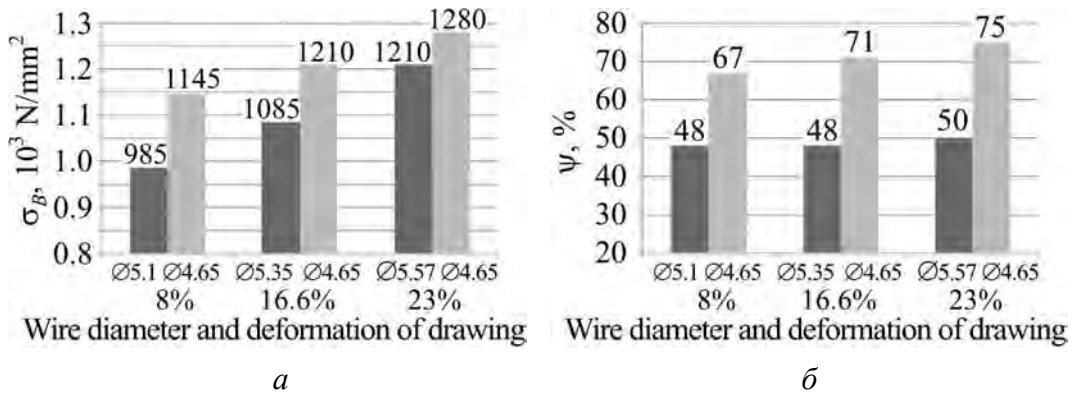 σB, 10³ N/mm²
1.3
1.2
1.1
1.0
0.9
0.8
985
1145
1085
1210
1210
1280
∅5.1 ∅4.65 ∅5.35 ∅4.65 ∅5.57 ∅4.65
8% 16.6% 23%
Wire diameter and deformation of drawing
а
ψ, %
80
70
60
50
40
30
20
48
67
48
71
50
75
∅5.1 ∅4.65 ∅5.35 ∅4.65 ∅5.57 ∅4.65
8% 16.6% 23%
Wire diameter and deformation of drawing
б